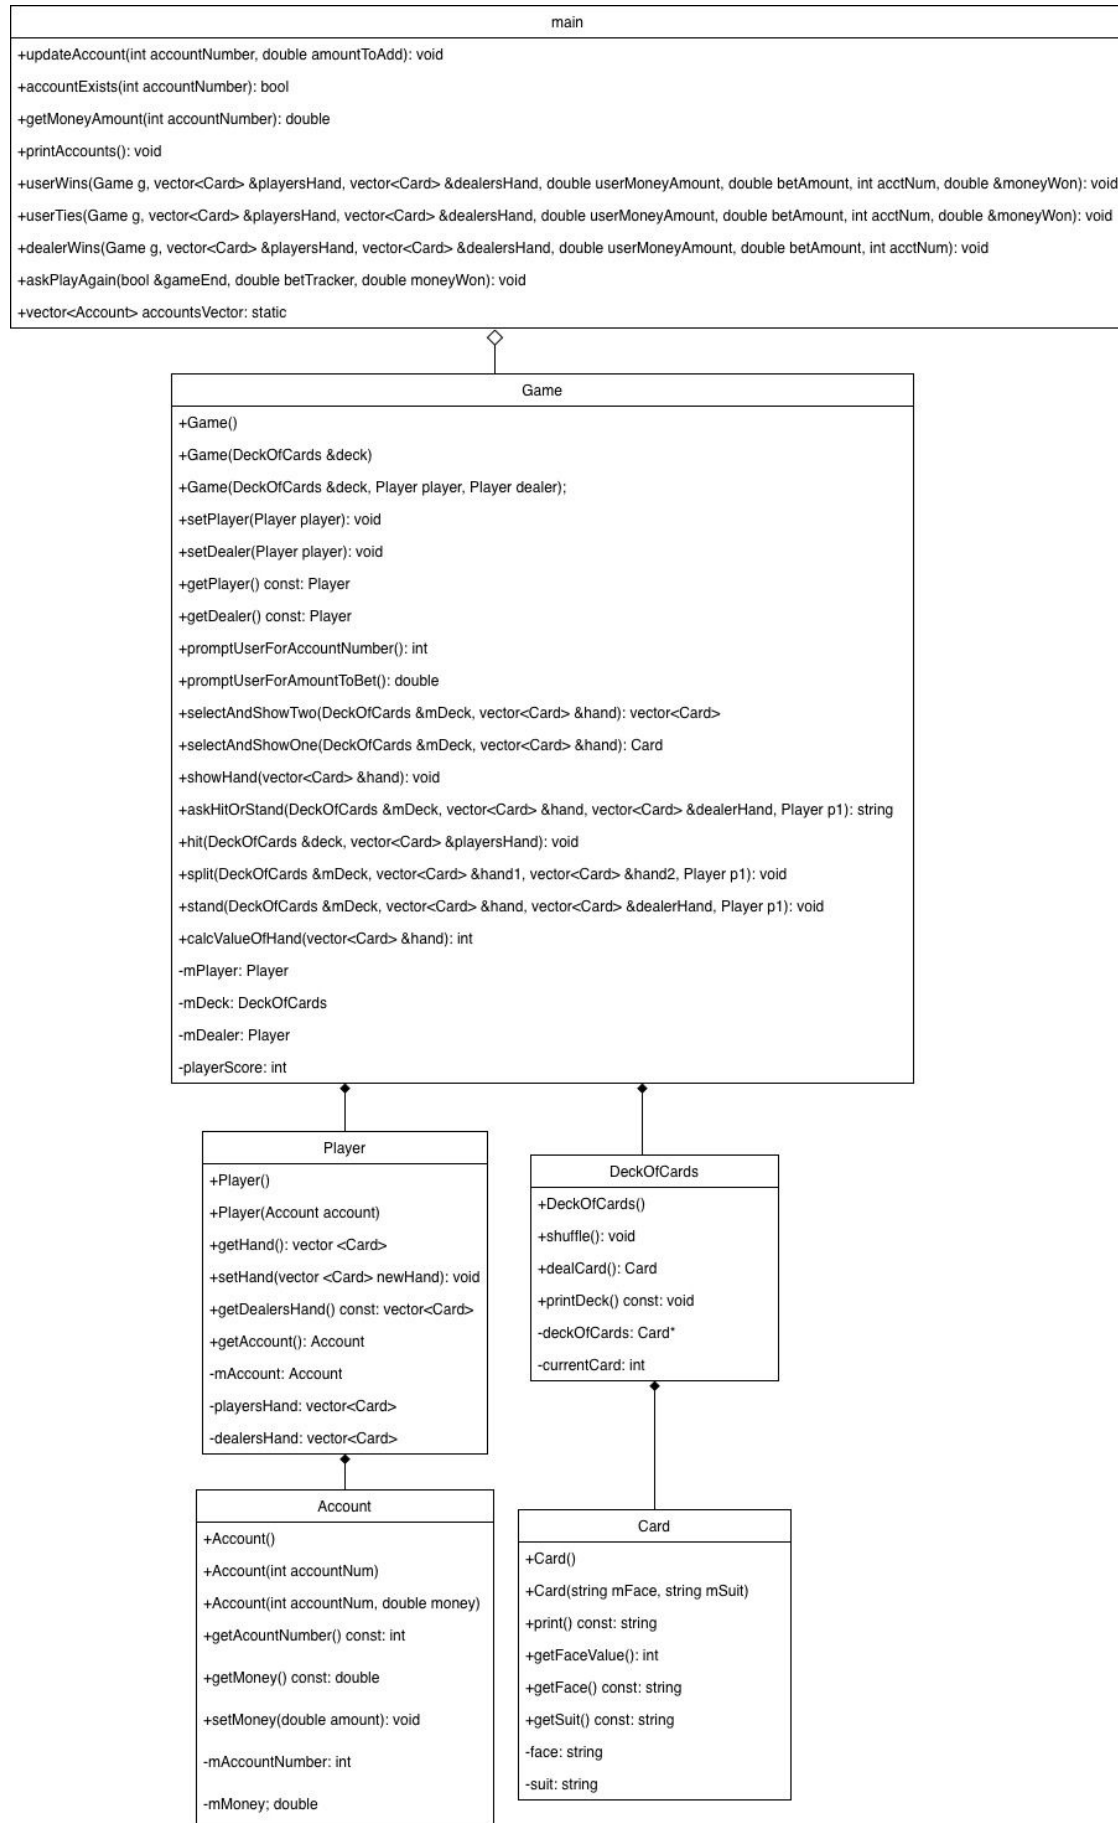 main
+updateAccount(int accountNumber, double amountToAdd): void
+accountExists(int accountNumber): bool
+getMoneyAmount(int accountNumber): double
+printAccounts(): void
+userWins(Game g, vector<Card> &playersHand, vector<Card> &dealersHand, double userMoneyAmount, double betAmount, int acctNum, double &moneyWon): void
+userTies(Game g, vector<Card> &playersHand, vector<Card> &dealersHand, double userMoneyAmount, double betAmount, int acctNum, double &moneyWon): void
+dealerWins(Game g, vector<Card> &playersHand, vector<Card> &dealersHand, double userMoneyAmount, double betAmount, int acctNum): void
+askPlayAgain(bool &gameEnd, double betTracker, double moneyWon): void
+vector<Account> accountsVector: static
Game
+Game()
+Game(DeckOfCards &deck)
+Game(DeckOfCards &deck, Player player, Player dealer);
+setPlayer(Player player): void
+setDealer(Player player): void
+getPlayer() const: Player
+getDealer() const: Player
+promptUserForAccountNumber(): int
+promptUserForAmountToBet(): double
+selectAndShowTwo(DeckOfCards &mDeck, vector<Card> &hand): vector<Card>
+selectAndShowOne(DeckOfCards &mDeck, vector<Card> &hand): Card
+showHand(vector<Card> &hand): void
+askHitOrStand(DeckOfCards &mDeck, vector<Card> &hand, vector<Card> &dealerHand, Player p1): string
+hit(DeckOfCards &deck, vector<Card> &playersHand): void
+split(DeckOfCards &mDeck, vector<Card> &hand1, vector<Card> &hand2, Player p1): void
+stand(DeckOfCards &mDeck, vector<Card> &hand, vector<Card> &dealerHand, Player p1): void
+calcValueOfHand(vector<Card> &hand): int
-mPlayer: Player
-mDeck: DeckOfCards
-mDealer: Player
-playerScore: int
Player
+Player()
+Player(Account account)
+getHand(): vector <Card>
+setHand(vector <Card> newHand): void
+getDealersHand() const: vector<Card>
+getAccount(): Account
-mAccount: Account
-playersHand: vector<Card>
-dealersHand: vector<Card>
DeckOfCards
+DeckOfCards()
+shuffle(): void
+dealCard(): Card
+printDeck() const: void
-deckOfCards: Card*
-currentCard: int
Account
+Account()
+Account(int accountNum)
+Account(int accountNum, double money)
+getAcountNumber() const: int
+getMoney() const: double
+setMoney(double amount): void
-mAccountNumber: int
-mMoney; double
Card
+Card()
+Card(string mFace, string mSuit)
+print() const: string
+getFaceValue(): int
+getFace() const: string
+getSuit() const: string
-face: string
-suit: string